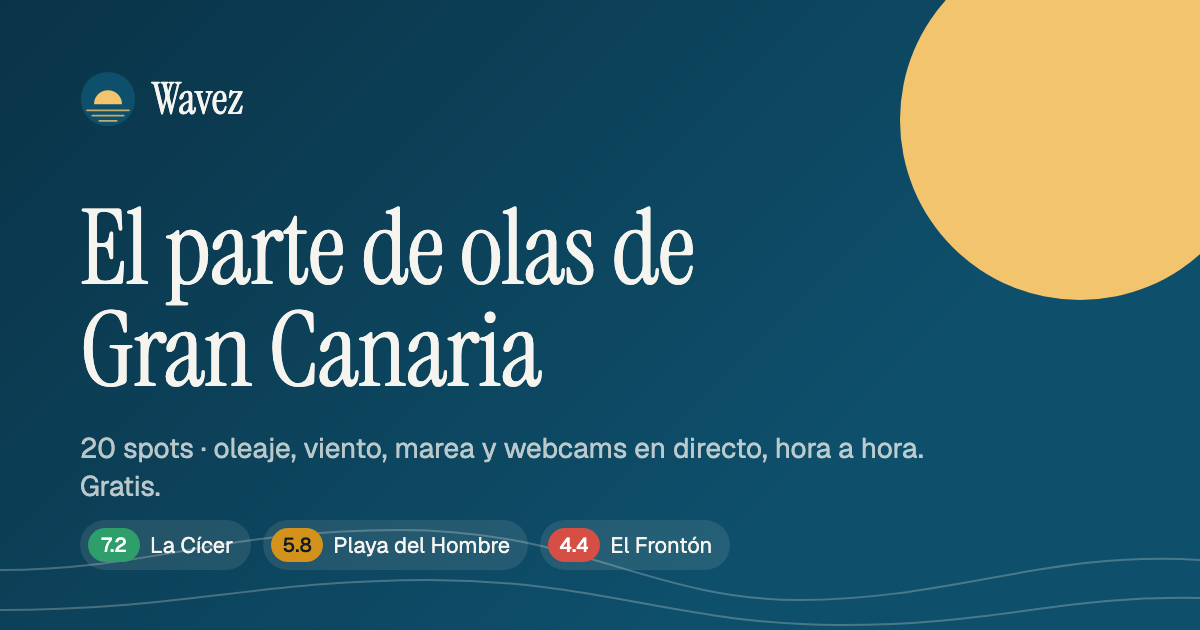 Wavez
El parte de olas de
Gran Canaria
20 spots · oleaje, viento, marea y webcams en directo, hora a hora.
Gratis.
7.2 La Cícer 5.8 Playa del Hombre 4.4 El Frontón